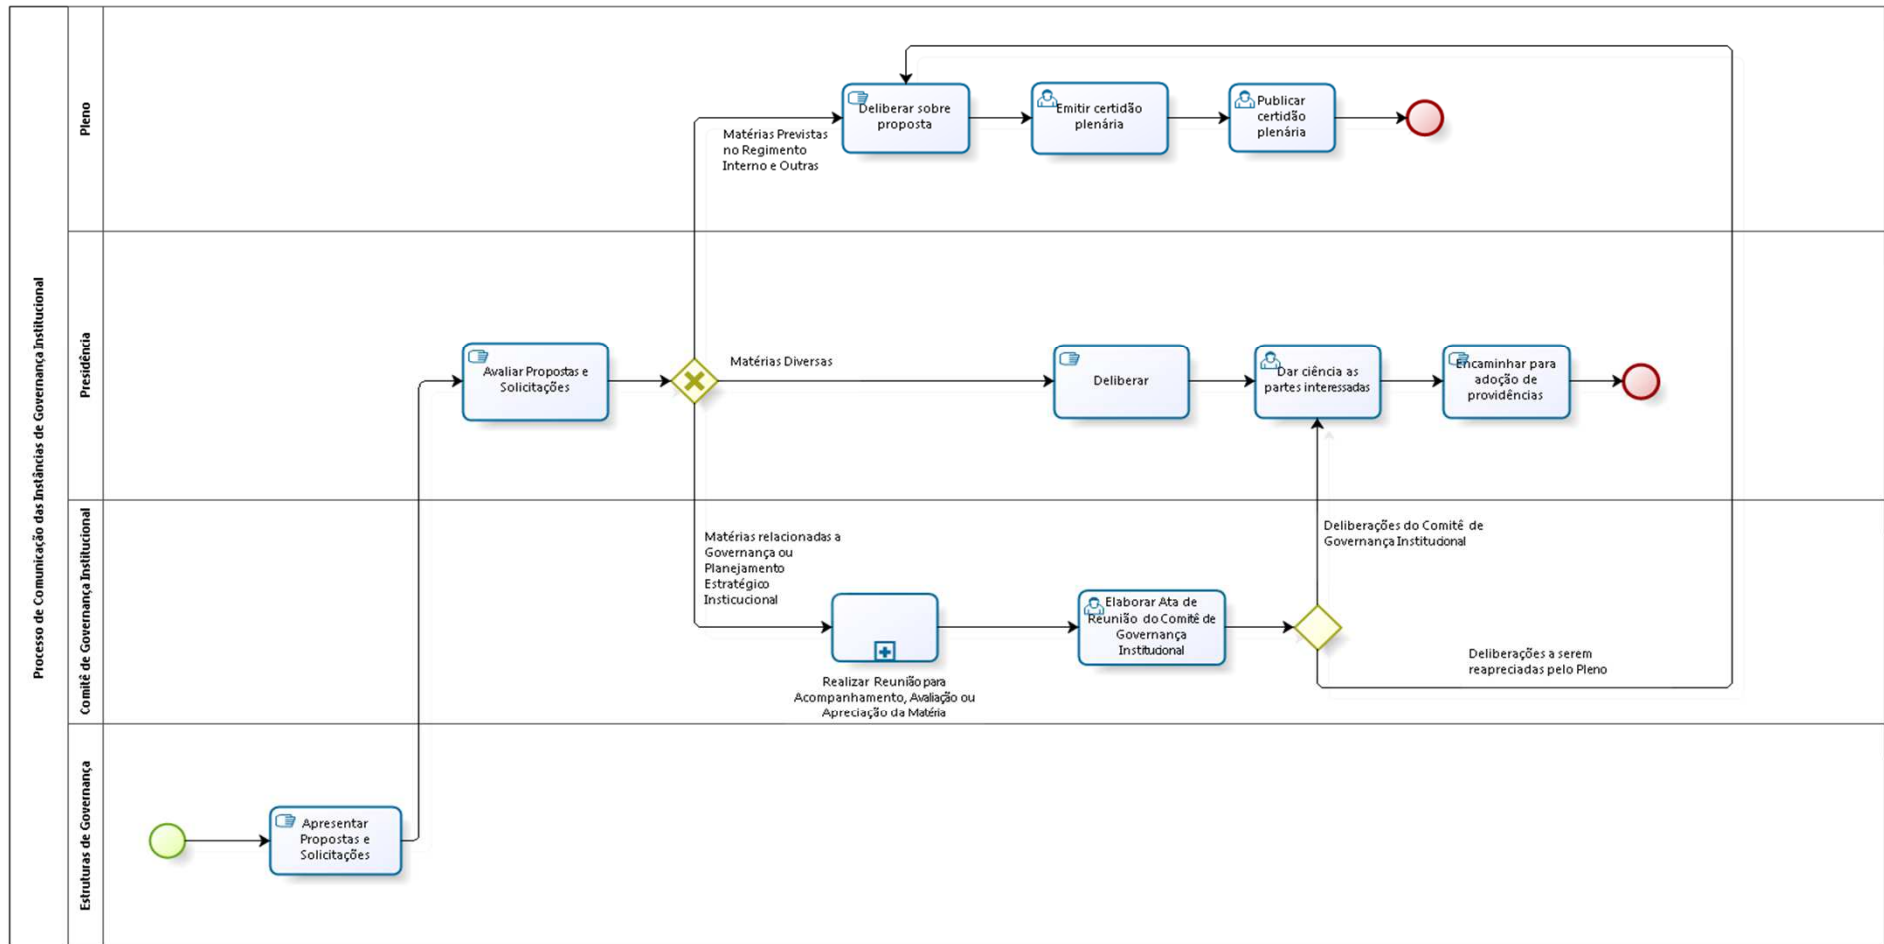 Processo de Comunicação das Instâncias de Governança Institucional
Pleno
Matérias Previstas
no Regimento
Interno e Outras
Deliberar sobre
proposta
Emitir certidão
plenária
Publicar
certidão
plenária
Presidência
Avaliar Propostas e
Solicitações
Matérias Diversas
Deliberar
Dar ciência as
partes interessadas
Encaminhar para
adoção de
providências
Comitê de Governança Institucional
Matérias relacionadas a
Governança ou
Planejamento
Estratégico
Insticucional
Realizar Reunião para
Acompanhamento, Avaliação ou
Apreciação da Matéria
Elaborar Ata de
Reunião do Comitê de
Governança
Institucional
Deliberações do Comitê de
Governança Institucional
Deliberações a serem
reapreciadas pelo Pleno
Estruturas de Governança
Apresentar
Propostas e
Solicitações